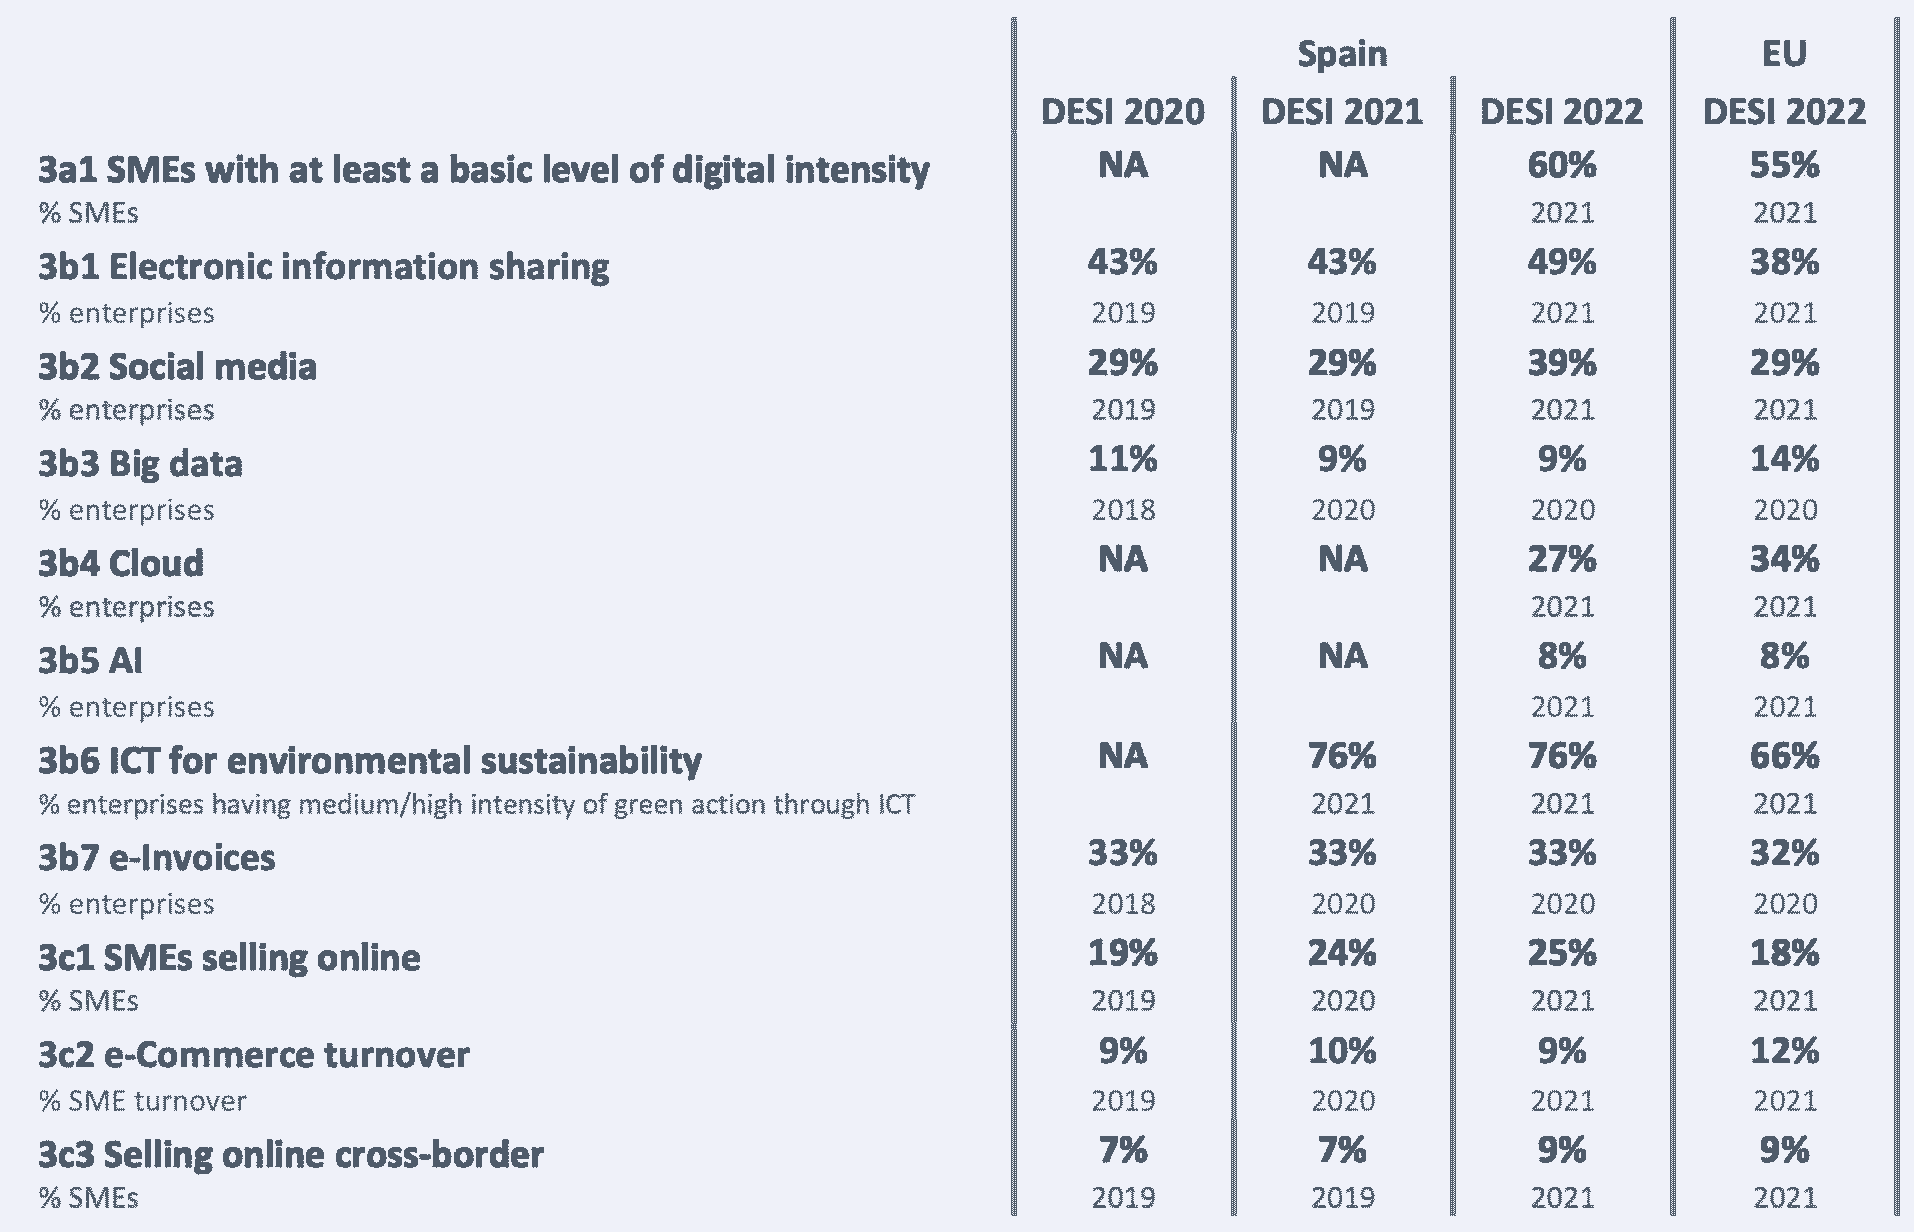 Spain EU
DESI 2020 DESI 2021 DESI 2022 DESI 2022
3a1 SMEs with at least a basic level of digital intensity NA NA 60% 55%
% SMEs 2021 2021
3b1 Electronic information sharing 43% 43% 49% 38%
% enterprises 2019 2019 2021 2021
3b2 Social media 29% 29% 39% 29%
% enterprises 2019 2019 2021 2021
3b3 Big data 11% 9% 9% 14%
% enterprises 2018 2020 2020 2020
3b4 Cloud NA NA 27% 34%
% enterprises 2021 2021
3b5 AI NA NA 8% 8%
% enterprises 2021 2021
3b6 ICT for environmental sustainability NA 76% 76% 66%
% enterprises having medium/high intensity of green action through ICT 2021 2021 2021
3b7 e-Invoices 33% 33% 33% 32%
% enterprises 2018 2020 2020 2020
3c1 SMEs selling online 19% 24% 25% 18%
% SMEs 2019 2020 2021 2021
3c2 e-Commerce turnover 9% 10% 9% 12%
% SME turnover 2019 2020 2021 2021
3c3 Selling online cross-border 7% 7% 9% 9%
% SMEs 2019 2019 2021 2021